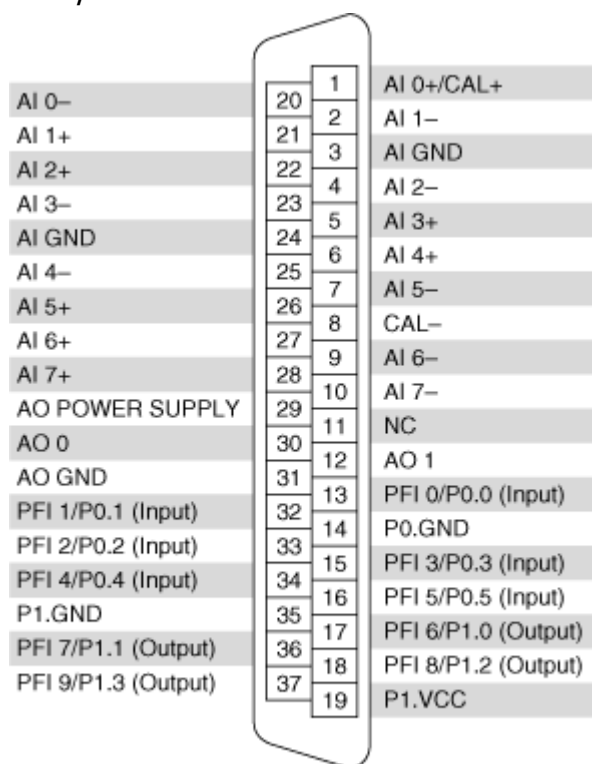 AI 0– 20 1 AI 0+/CAL+
AI 1+ 21 2 AI 1–
AI 2+ 22 3 AI GND
AI 3– 23 4 AI 2–
AI GND 24 5 AI 3+
AI 4– 25 6 AI 4+
AI 5+ 26 7 AI 5–
AI 6+ 27 8 CAL–
AI 7+ 28 9 AI 6–
AO POWER SUPPLY 29 10 AI 7–
AO 0 30 11 NC
AO GND 31 12 AO 1
PFI 1/P0.1 (Input) 32 13 PFI 0/P0.0 (Input)
PFI 2/P0.2 (Input) 33 14 P0.GND
PFI 4/P0.4 (Input) 34 15 PFI 3/P0.3 (Input)
P1.GND 35 16 PFI 5/P0.5 (Input)
PFI 7/P1.1 (Output) 36 17 PFI 6/P1.0 (Output)
PFI 9/P1.3 (Output) 37 18 PFI 8/P1.2 (Output)
19 P1.VCC